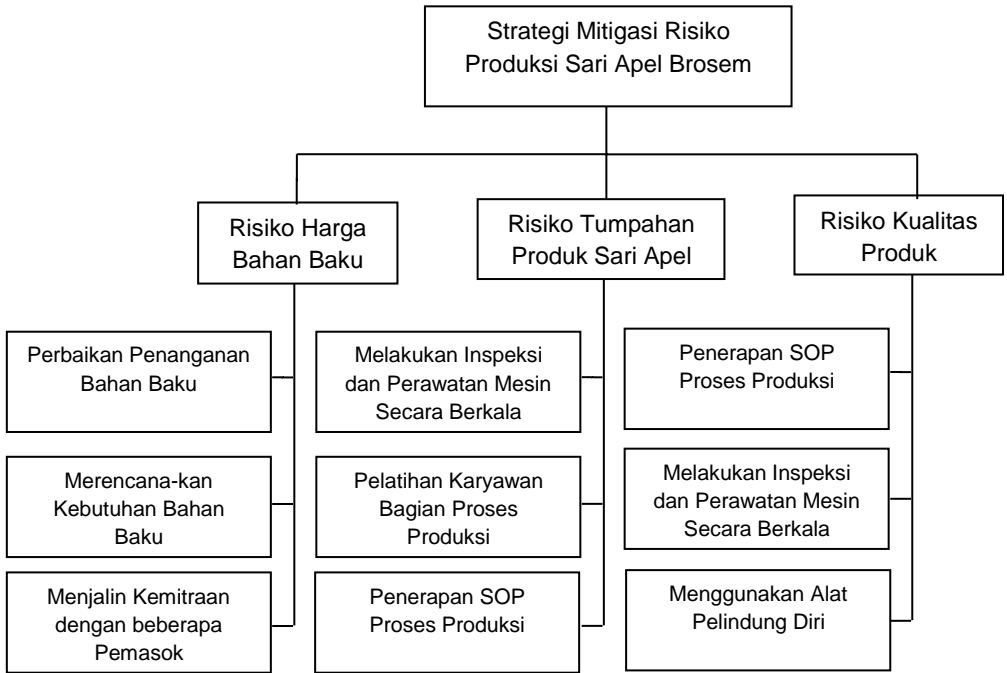 Strategi Mitigasi Risiko
Produksi Sari Apel Brosem
Risiko Harga
Bahan Baku
Risiko Tumpahan
Produk Sari Apel
Risiko Kualitas
Produk
Perbaikan Penanganan
Bahan Baku
Merencana-kan
Kebutuhan Bahan
Baku
Menjalin Kemitraan
dengan beberapa
Pemasok
Melakukan Inspeksi
dan Perawatan Mesin
Secara Berkala
Pelatihan Karyawan
Bagian Proses
Produksi
Penerapan SOP
Proses Produksi
Penerapan SOP
Proses Produksi
Melakukan Inspeksi
dan Perawatan Mesin
Secara Berkala
Menggunakan Alat
Pelindung Diri